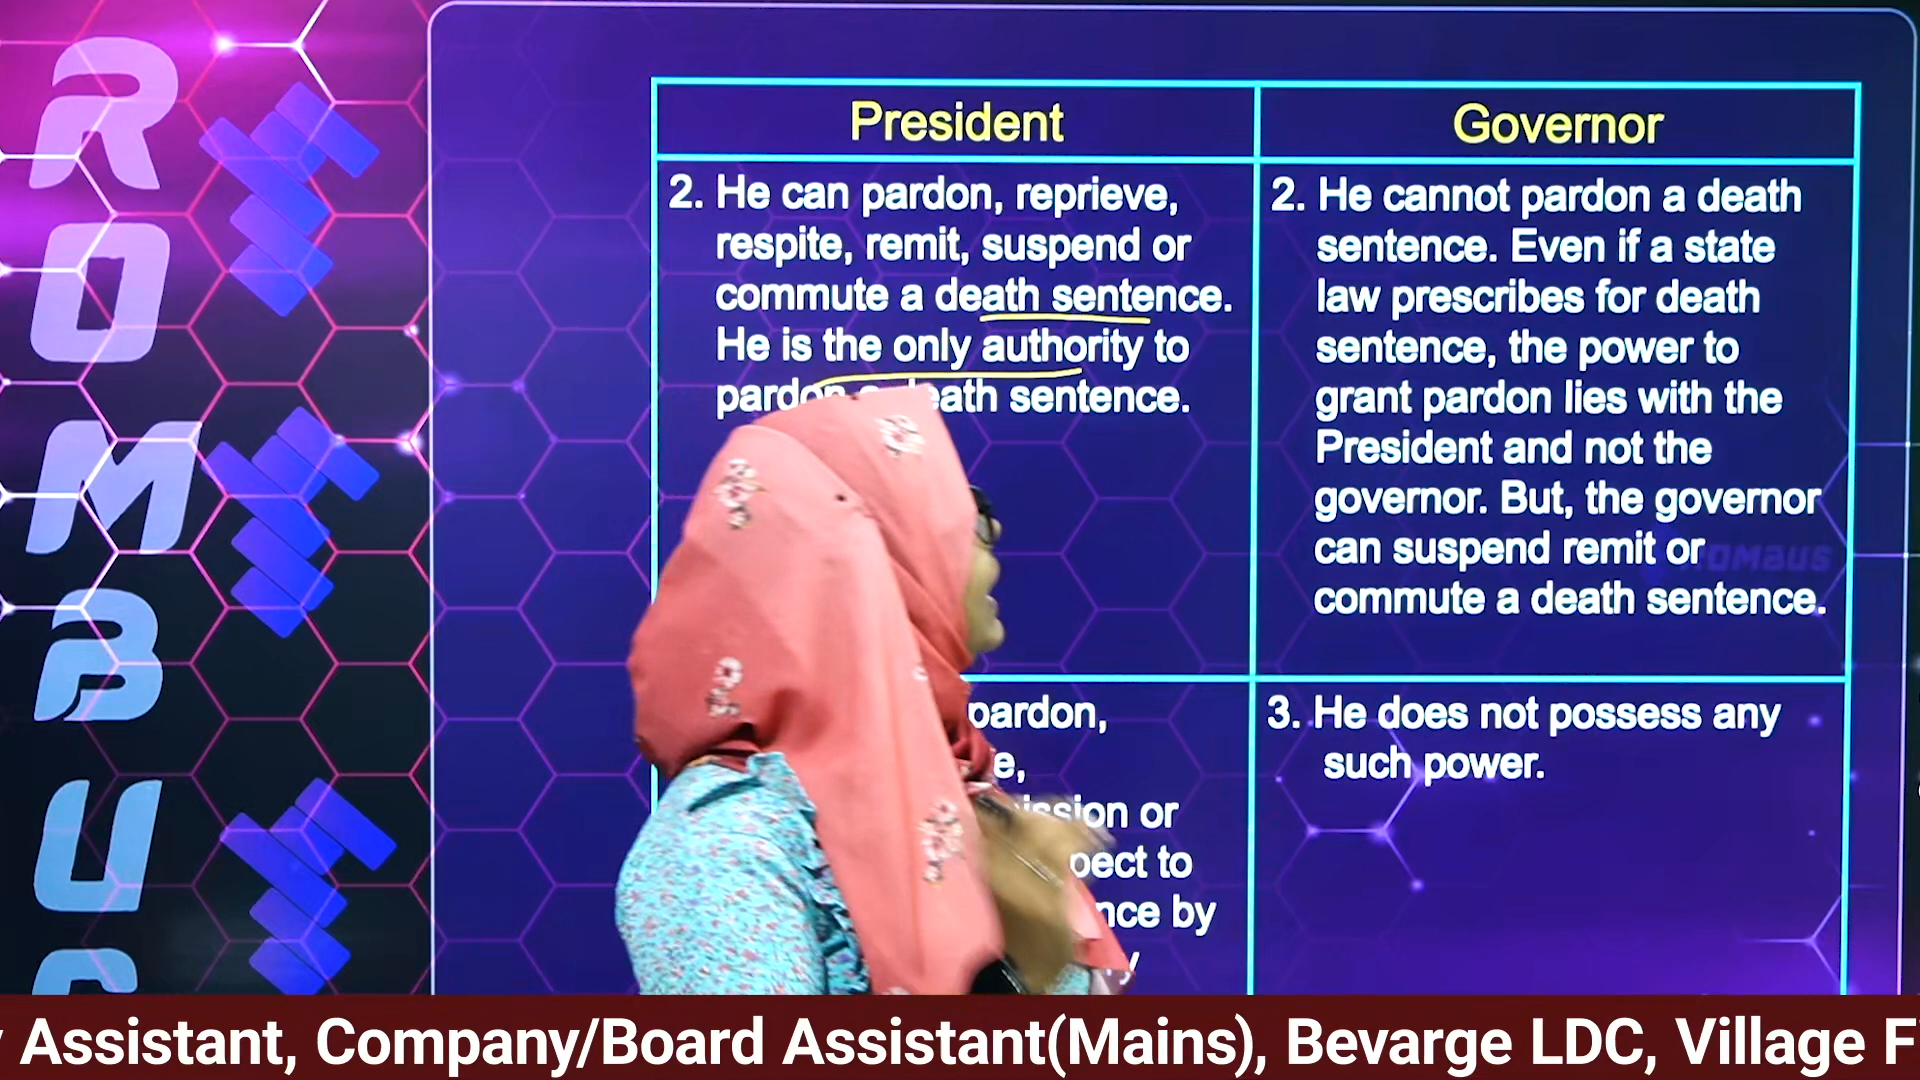 ROMBUS
President
Governor
2. He can pardon, reprieve,
respite, remit, suspend or
commute a death sentence.
He is the only authority to
pardon a death sentence.
2. He cannot pardon a death
sentence. Even if a state
law prescribes for death
sentence, the power to
grant pardon lies with the
President and not the
governor. But, the governor
can suspend remit or
commute a death sentence.
pardon,
or
to
by
3. He does not possess any
such power.
Assistant, Company/Board Assistant(Mains), Bevarge LDC, Village